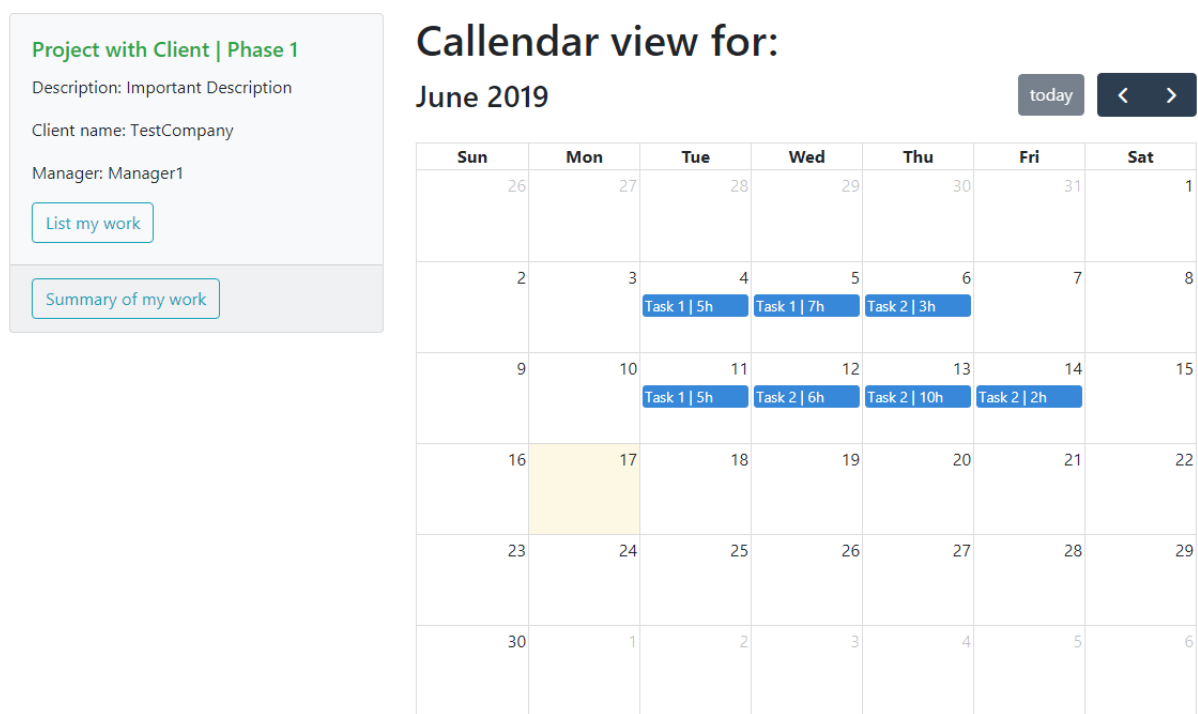 Project with Client | Phase 1
Description: Important Description
Client name: TestCompany
Manager: Manager1
List my work
Summary of my work
Callendar view for:
June 2019
today
Sun Mon Tue Wed Thu Fri Sat
26 27 28 29 30 31 1
2 3 4 5 6 7 8
Task 1 | 5h Task 1 | 7h Task 2 | 3h
9 10 11 12 13 14 15
Task 1 | 5h Task 2 | 6h Task 2 | 10h Task 2 | 2h
16 17 18 19 20 21 22
23 24 25 26 27 28 29
30 1 2 3 4 5 6